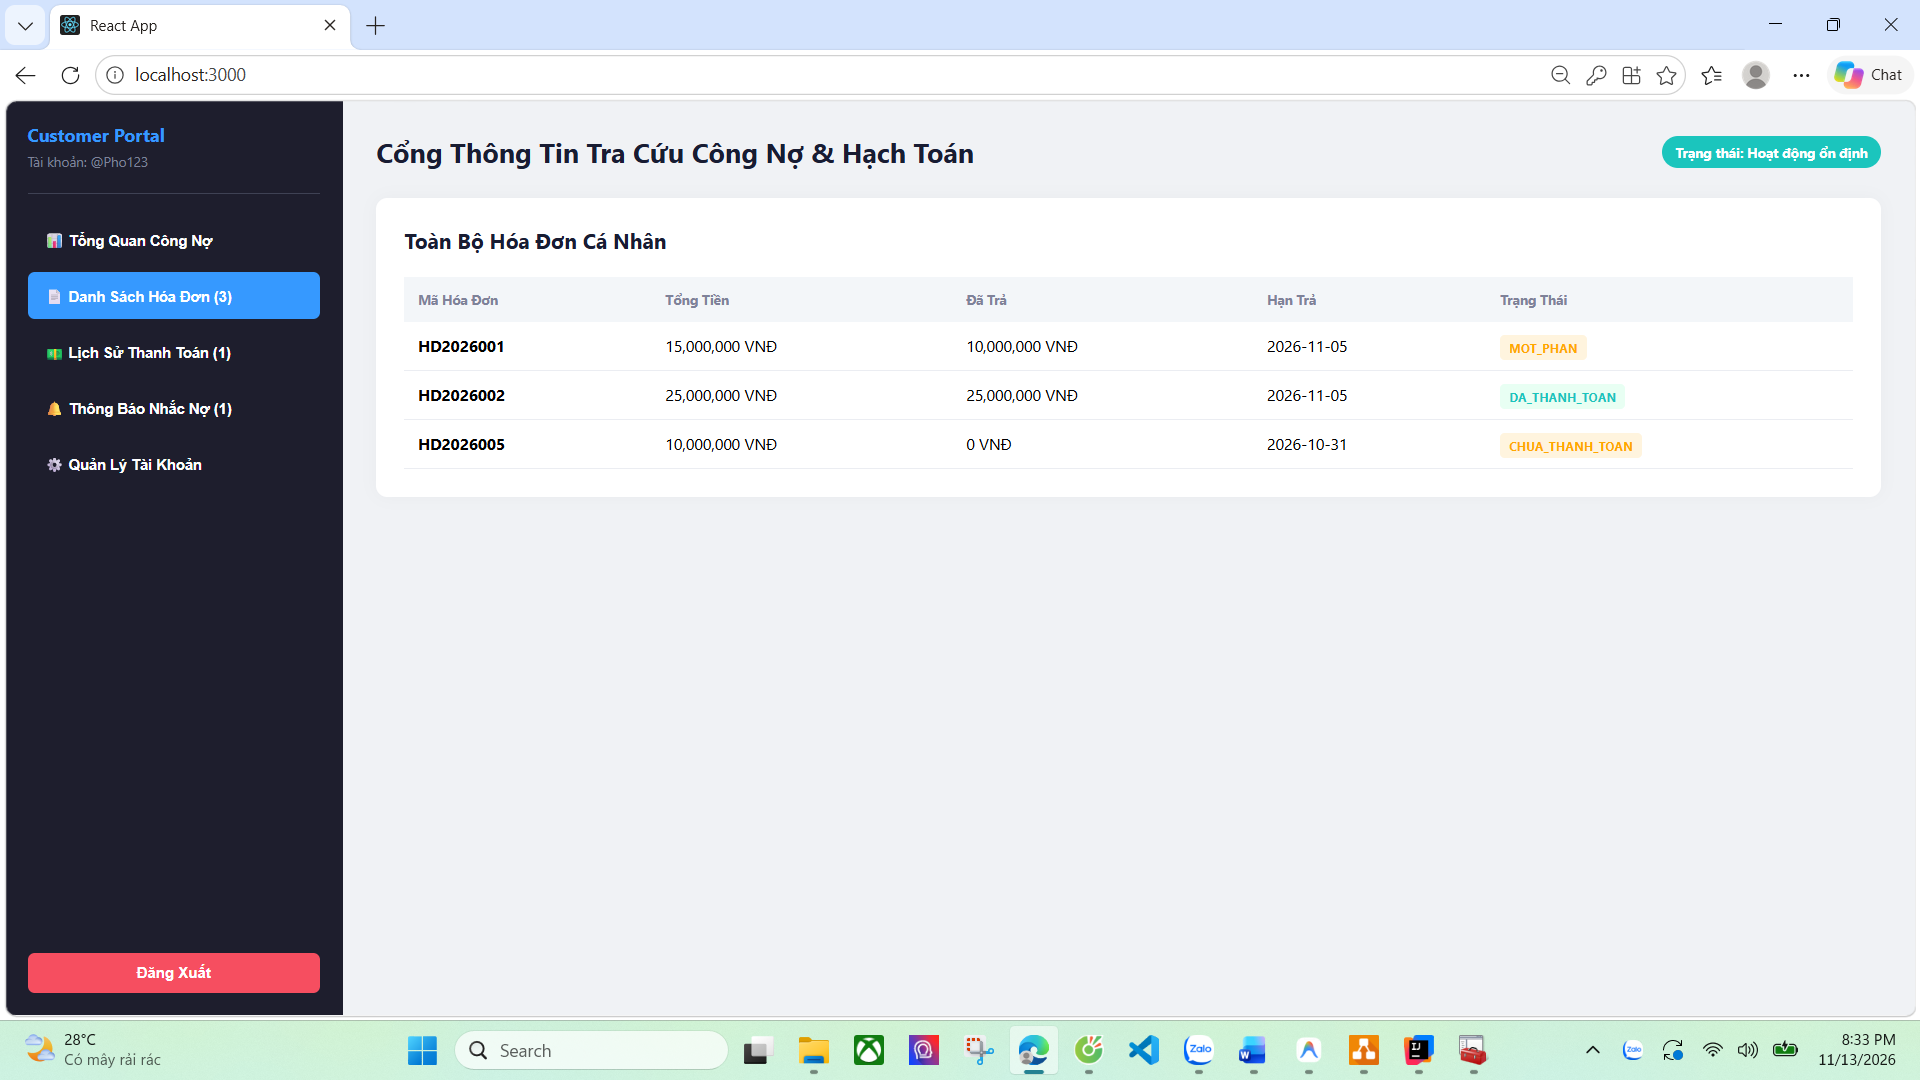 React App
localhost:3000
Chat
Customer Portal
Tài khoản: @Pho123
Tổng Quan Công Nợ
Danh Sách Hóa Đơn (3)
Lịch Sử Thanh Toán (1)
Thông Báo Nhắc Nợ (1)
Quản Lý Tài Khoản
Đăng Xuất
Cổng Thông Tin Tra Cứu Công Nợ & Hạch Toán
Trạng thái: Hoạt động ổn định
Toàn Bộ Hóa Đơn Cá Nhân
Mã Hóa Đơn Tổng Tiền Đã Trả Hạn Trả Trạng Thái
HD2026001 15,000,000 VNĐ 10,000,000 VNĐ 2026-11-05 MOT_PHAN
HD2026002 25,000,000 VNĐ 25,000,000 VNĐ 2026-11-05 DA_THANH_TOAN
HD2026005 10,000,000 VNĐ 0 VNĐ 2026-10-31 CHUA_THANH_TOAN
28°C
Có mây rải rác
Search
Zalo
Zalo
8:33 PM
11/13/2026